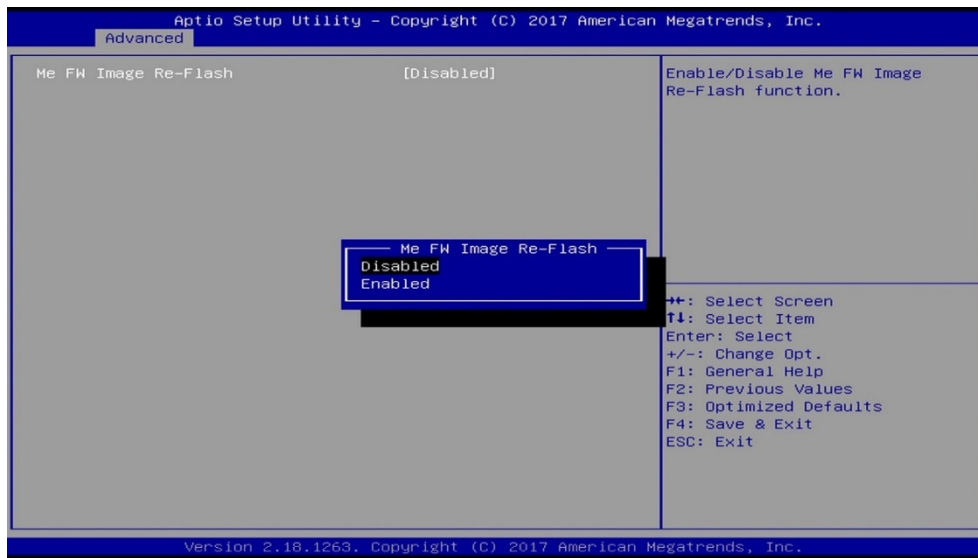 Aptio Setup Utility – Copyright (C) 2017 American Megatrends, Inc.
Advanced
Me FW Image Re-Flash [Disabled]
Enable/Disable Me FW Image
Re-Flash function.
Me FW Image Re-Flash
Disabled
Enabled
→←: Select Screen
↑↓: Select Item
Enter: Select
+/-: Change Opt.
F1: General Help
F2: Previous Values
F3: Optimized Defaults
F4: Save & Exit
ESC: Exit
Version 2.18.1263. Copyright (C) 2017 American Megatrends, Inc.